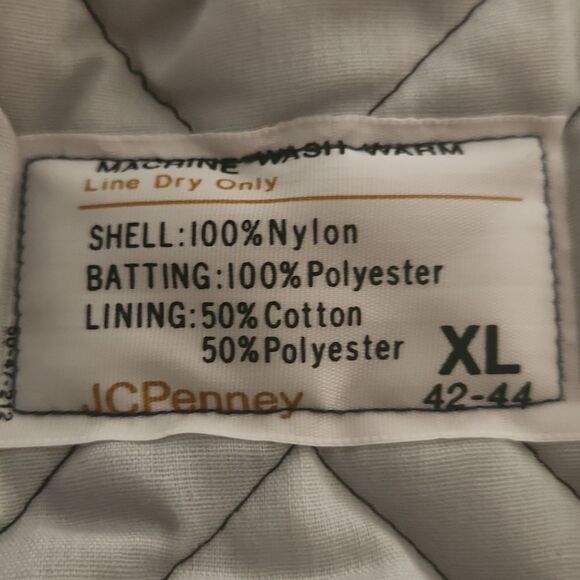 MACHINE WASH WARM
Line Dry Only
SHELL:100%Nylon
BATTING:100%Polyester
LINING:50%Cotton
50%Polyester
XL
JCPenney
42-44